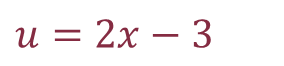 u = 2x − 3